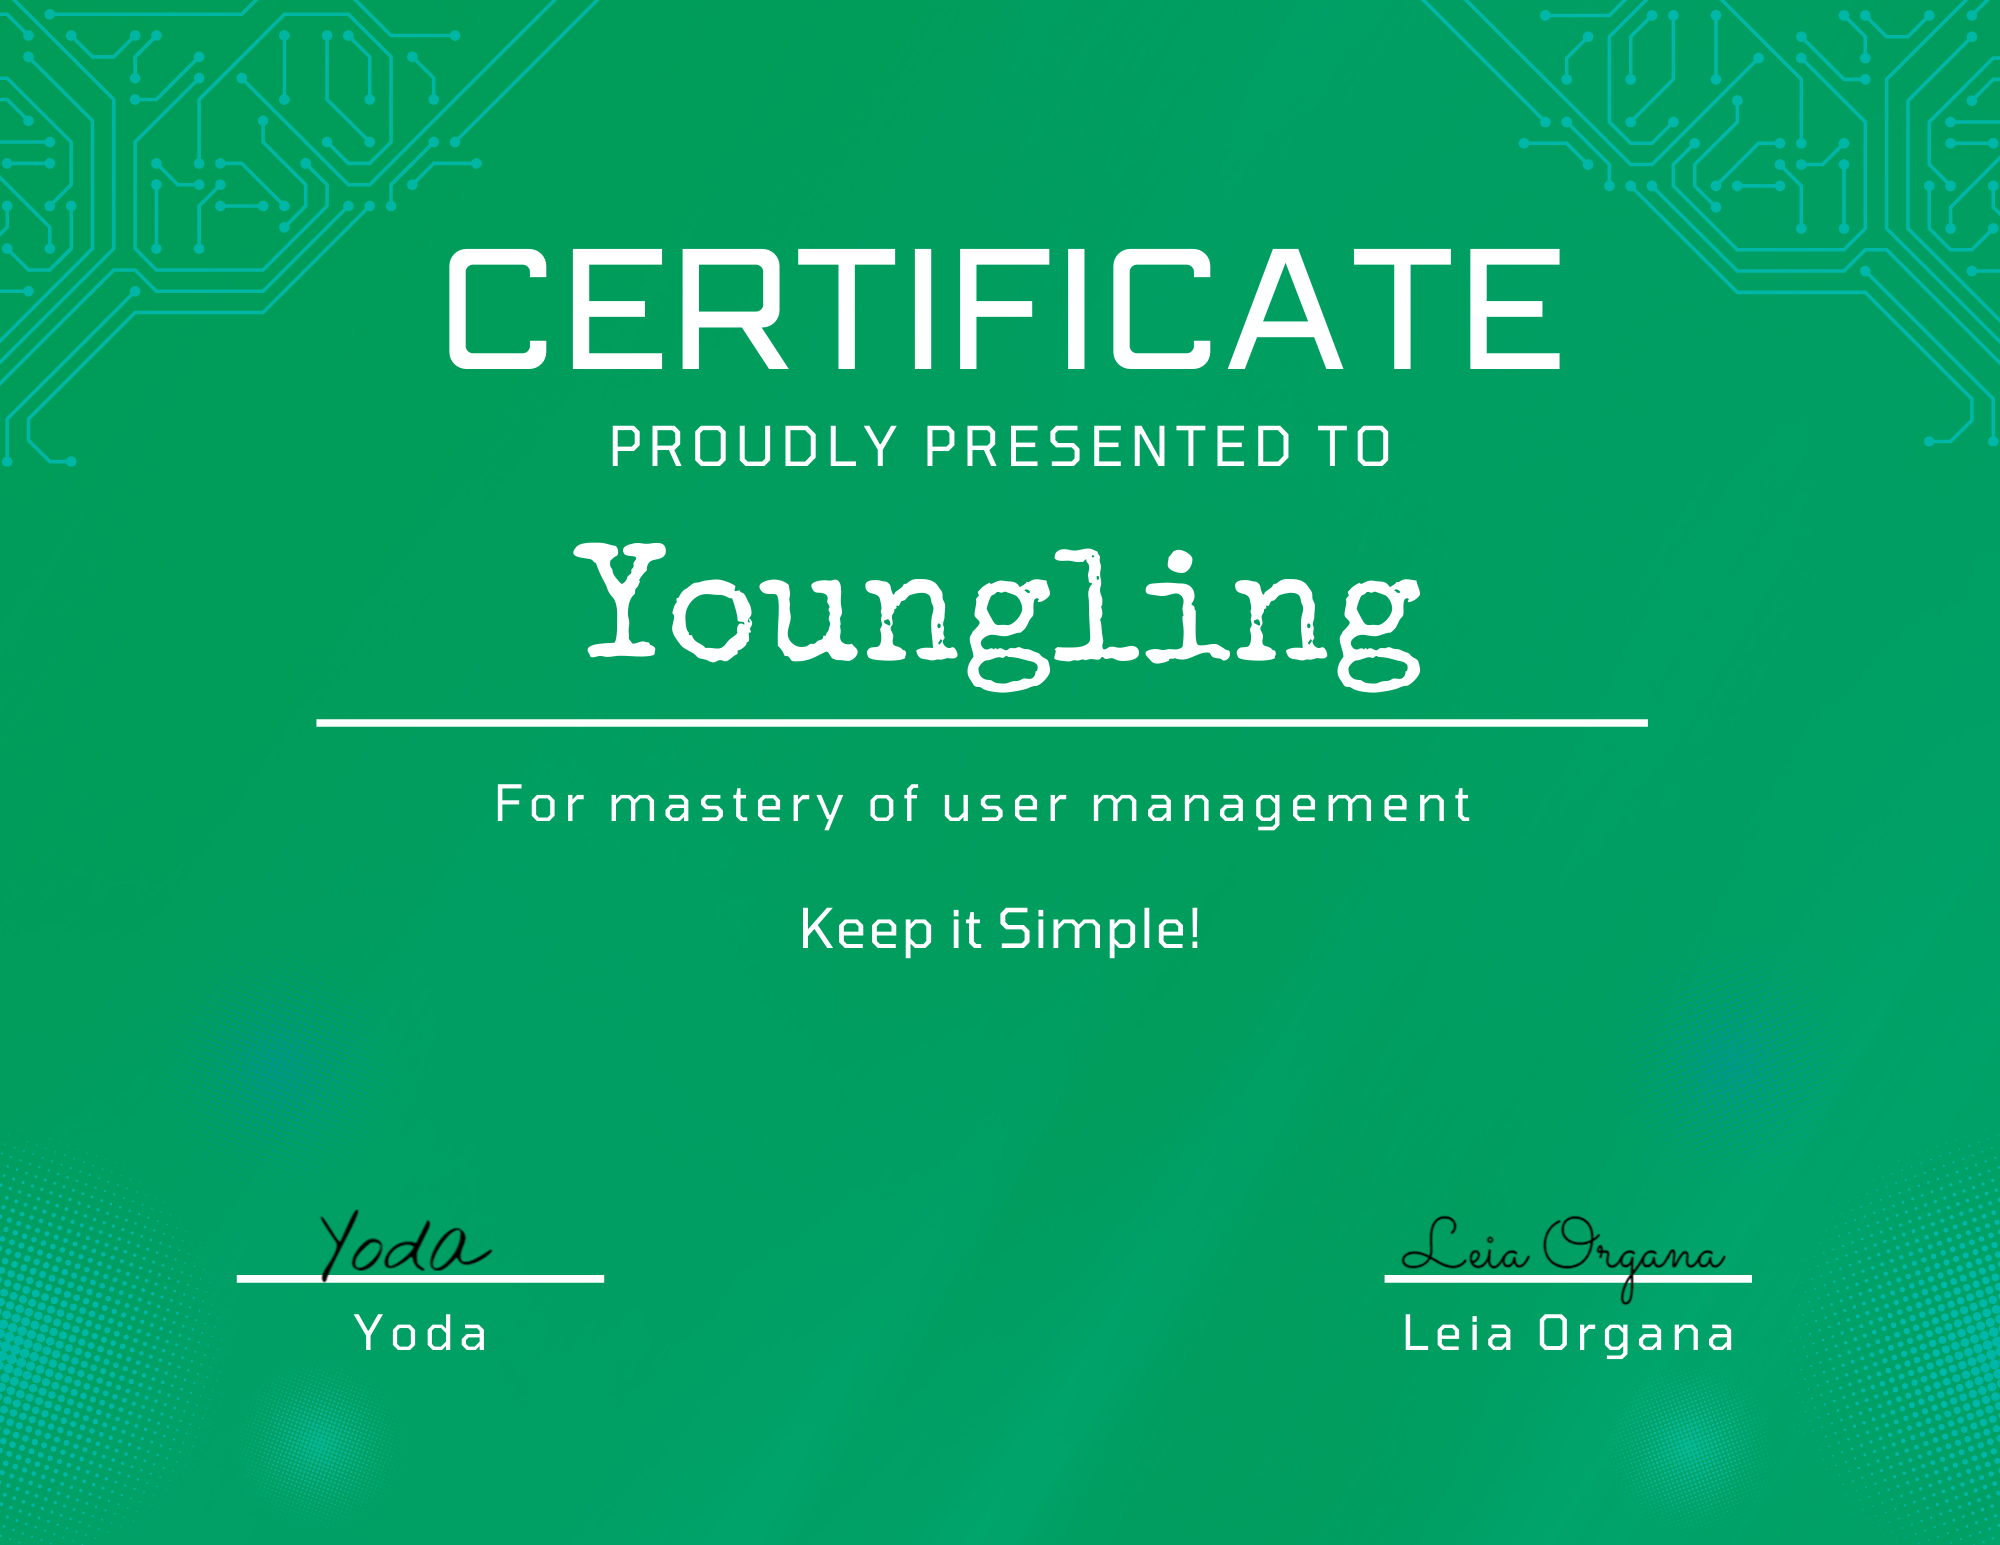 CERTIFICATE
PROUDLY PRESENTED TO
Youngling
For mastery of user management
Keep it Simple!
Yoda
Leia Organa
Yoda
Leia Organa